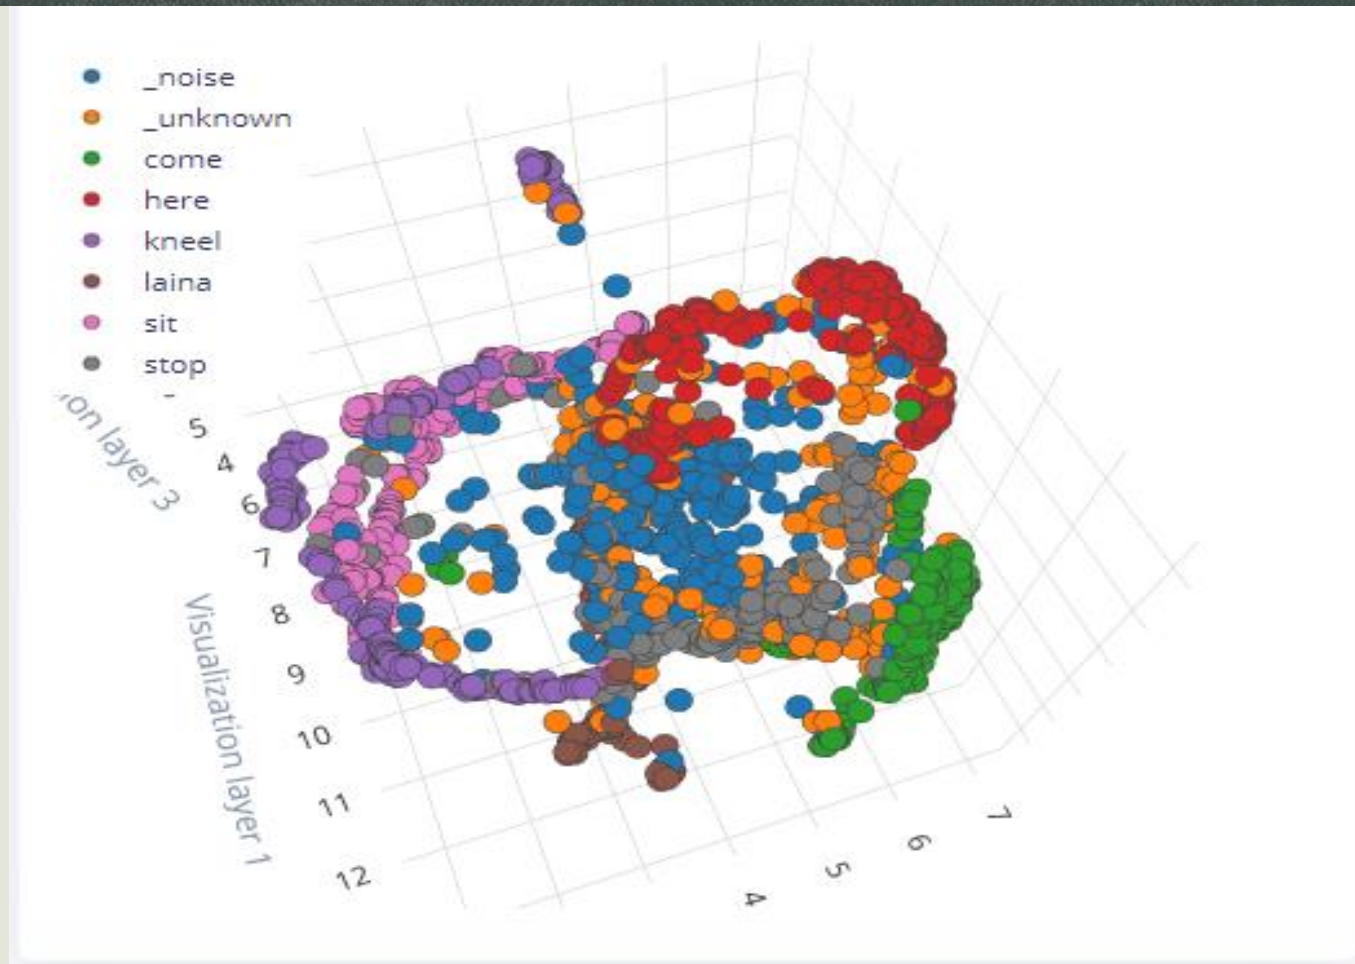 _noise
_unknown
come
here
kneel
laina
sit
stop
on layer 3
5
4
6
7
8
9
10
11
12
Visualization layer 1
4
5
6
7